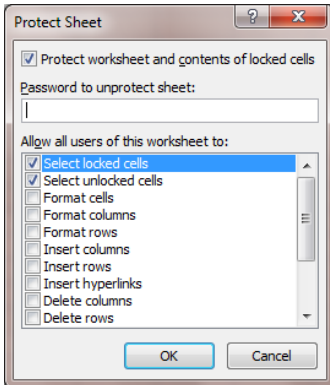 Protect Sheet
Protect worksheet and contents of locked cells
Password to unprotect sheet:
Allow all users of this worksheet to:
Select locked cells
Select unlocked cells
Format cells
Format columns
Format rows
Insert columns
Insert rows
Insert hyperlinks
Delete columns
Delete rows
OK Cancel